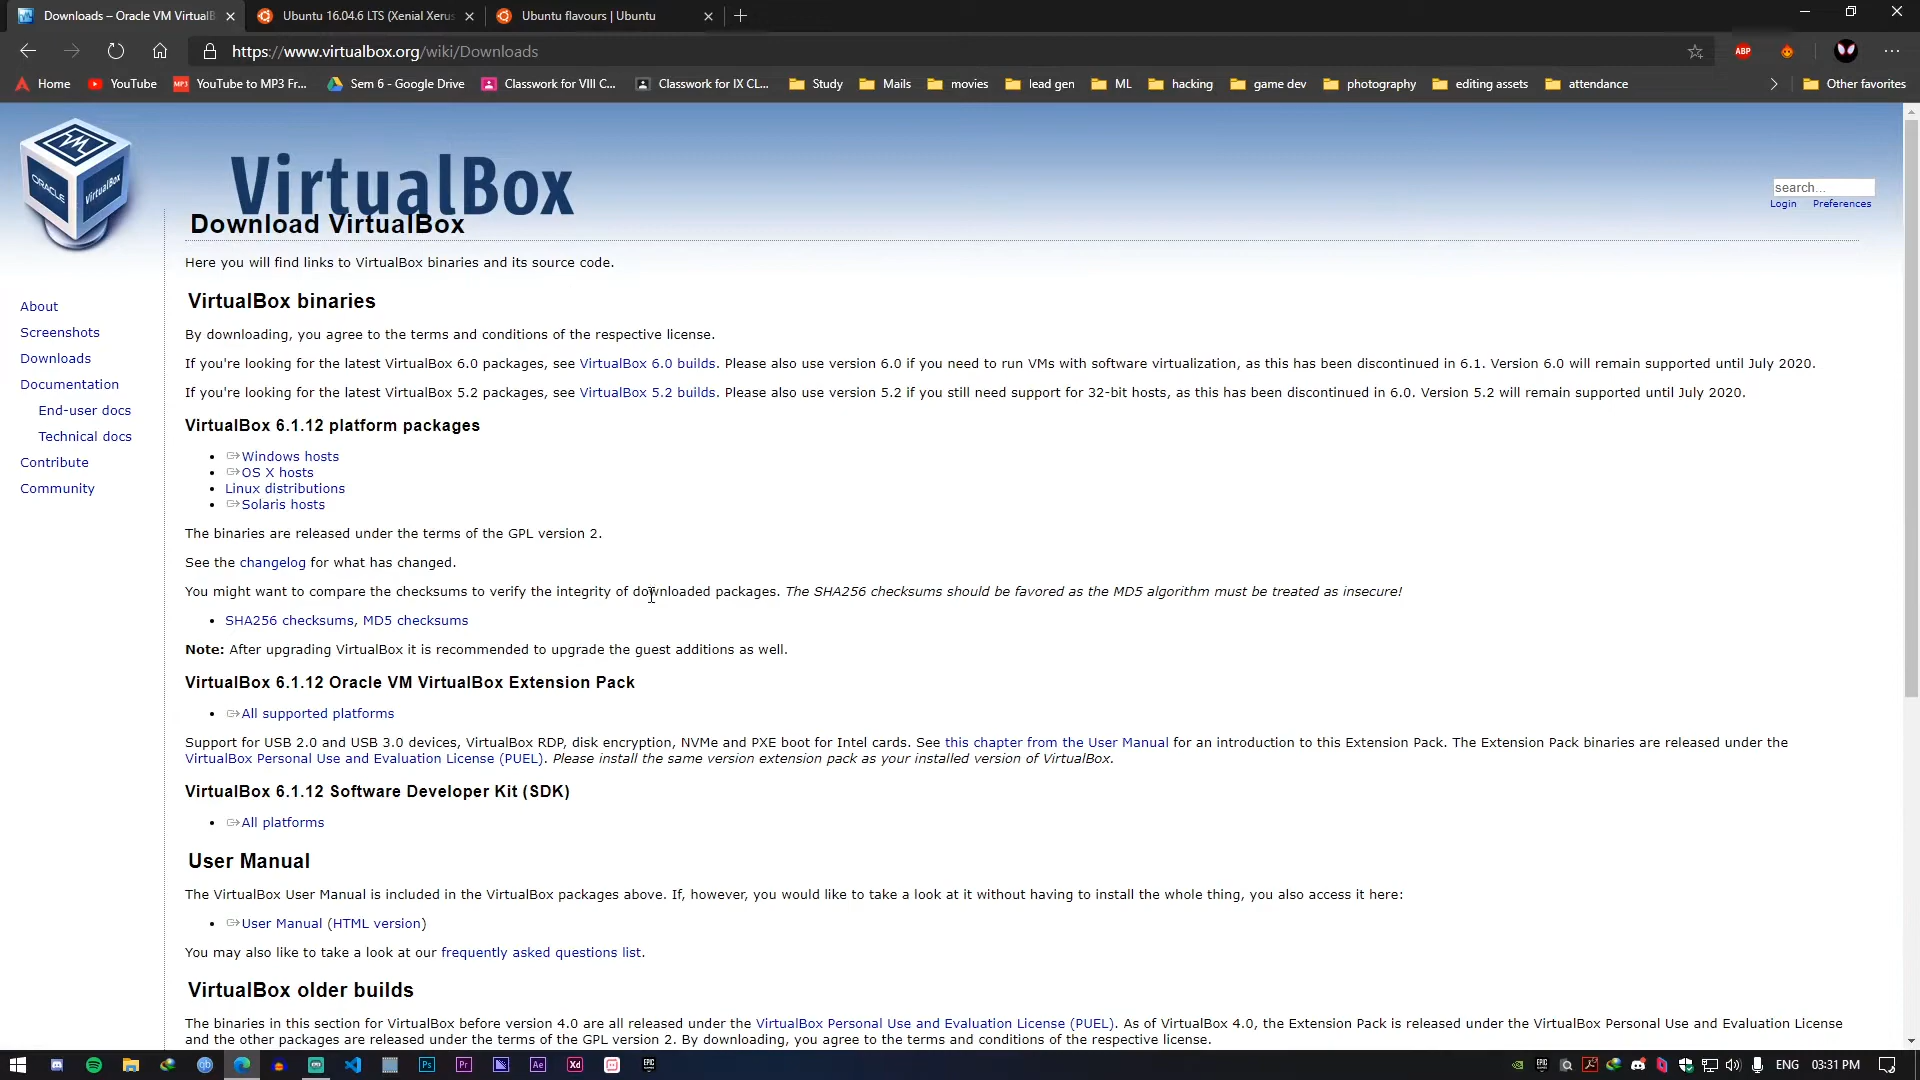 Downloads – Oracle VM VirtualB
Ubuntu 16.04.6 LTS (Xenial Xerus
Ubuntu flavours | Ubuntu
https://www.virtualbox.org/wiki/Downloads
ABP
Home
YouTube
MP3
YouTube to MP3 Fr...
Sem 6 - Google Drive
Classwork for VIII C...
Classwork for IX CL...
Study
Mails
movies
lead gen
ML
hacking
game dev
photography
editing assets
attendance
Other favorites
ORACLE
VirtualBox
VirtualBox
search...
Login
Preferences
Download VirtualBox
Here you will find links to VirtualBox binaries and its source code.
About
Screenshots
Downloads
Documentation
End-user docs
Technical docs
Contribute
Community
VirtualBox binaries
By downloading, you agree to the terms and conditions of the respective license.
If you're looking for the latest VirtualBox 6.0 packages, see VirtualBox 6.0 builds. Please also use version 6.0 if you need to run VMs with software virtualization, as this has been discontinued in 6.1. Version 6.0 will remain supported until July 2020.
If you're looking for the latest VirtualBox 5.2 packages, see VirtualBox 5.2 builds. Please also use version 5.2 if you still need support for 32-bit hosts, as this has been discontinued in 6.0. Version 5.2 will remain supported until July 2020.
VirtualBox 6.1.12 platform packages
Windows hosts
OS X hosts
Linux distributions
Solaris hosts
The binaries are released under the terms of the GPL version 2.
See the changelog for what has changed.
You might want to compare the checksums to verify the integrity of downloaded packages. The SHA256 checksums should be favored as the MD5 algorithm must be treated as insecure!
SHA256 checksums, MD5 checksums
Note: After upgrading VirtualBox it is recommended to upgrade the guest additions as well.
VirtualBox 6.1.12 Oracle VM VirtualBox Extension Pack
All supported platforms
Support for USB 2.0 and USB 3.0 devices, VirtualBox RDP, disk encryption, NVMe and PXE boot for Intel cards. See this chapter from the User Manual for an introduction to this Extension Pack. The Extension Pack binaries are released under the
VirtualBox Personal Use and Evaluation License (PUEL). Please install the same version extension pack as your installed version of VirtualBox.
VirtualBox 6.1.12 Software Developer Kit (SDK)
All platforms
User Manual
The VirtualBox User Manual is included in the VirtualBox packages above. If, however, you would like to take a look at it without having to install the whole thing, you also access it here:
User Manual (HTML version)
You may also like to take a look at our frequently asked questions list.
VirtualBox older builds
The binaries in this section for VirtualBox before version 4.0 are all released under the VirtualBox Personal Use and Evaluation License (PUEL). As of VirtualBox 4.0, the Extension Pack is released under the VirtualBox Personal Use and Evaluation License
and the other packages are released under the terms of the GPL version 2. By downloading, you agree to the terms and conditions of the respective license.
qb
Ps
Pr
Ae
Xd
EPIC
EPIC
ENG
03:31 PM